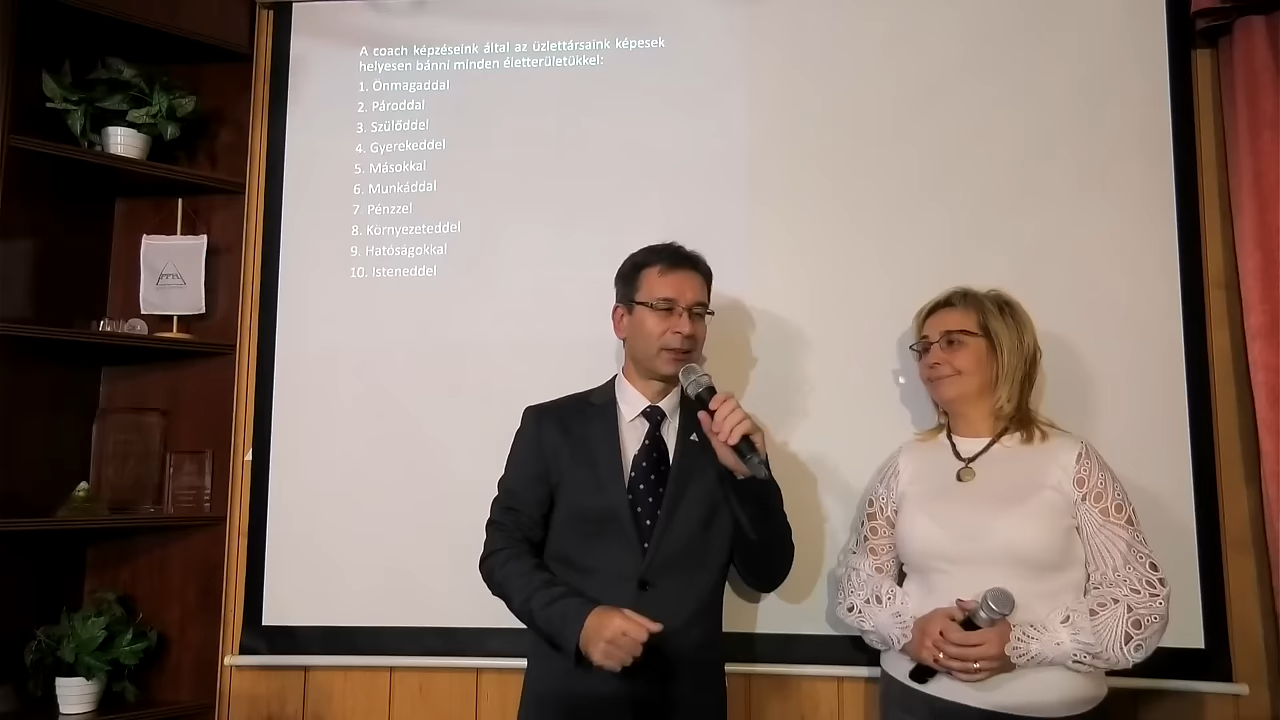 A coach képzéseink által az üzlettársaink képesek
helyesen bánni minden életterületükkel:
1. Önmagaddal
2. Pároddal
3. Szülőddel
4. Gyerekeddel
5. Másokkal
6. Munkáddal
7. Pénzzel
8. Környezeteddel
9. Hatóságokkal
10. Isteneddel